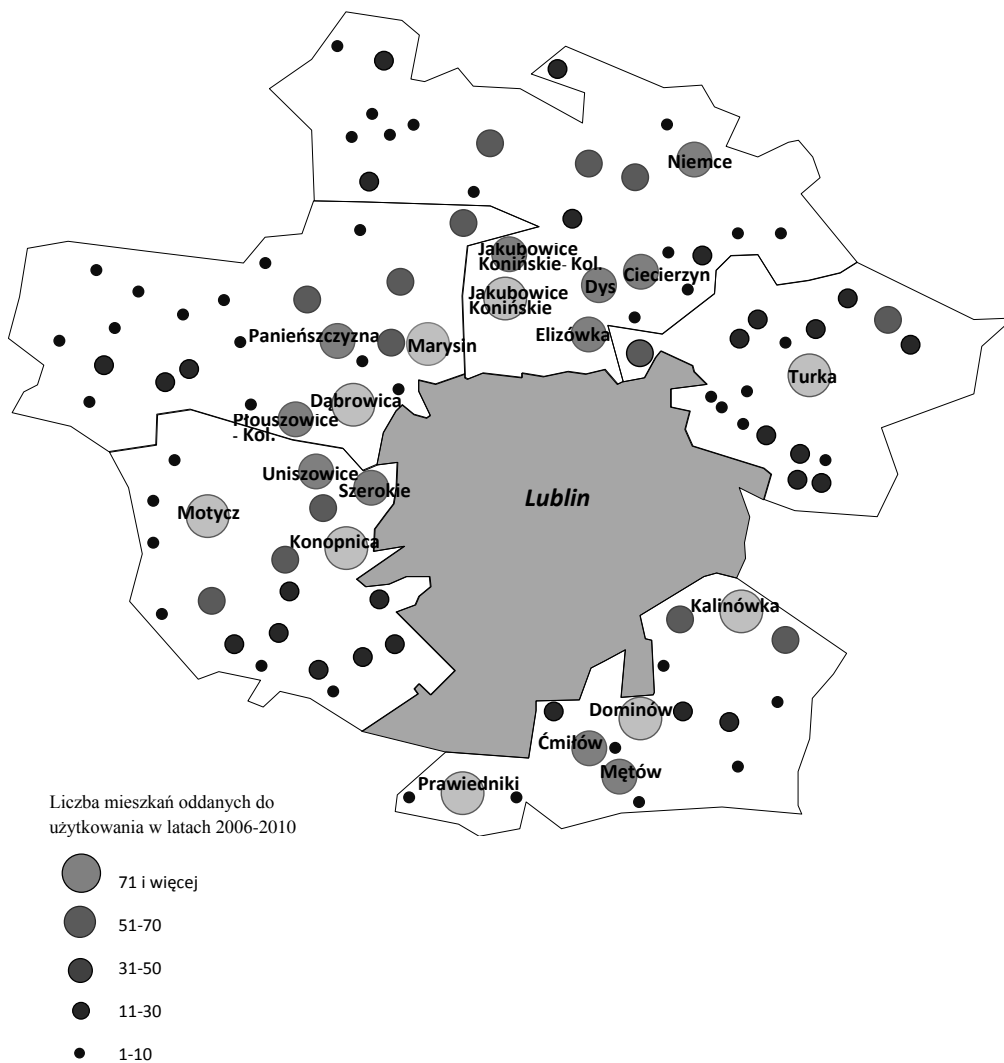 Niemce
Jakubowice
Konińskie- Kol.
Ciecierzyn
Dys
Jakubowice
Konińskie
Panieńszczyzna
Marysin
Elizówka
Turka
Dąbrowica
Płouszowice
- Kol.
Uniszowice
Szerokie
Motycz
Lublin
Konopnica
Kalinówka
Dominów
Ćmiłów
Mętów
Prawiedniki
Liczba mieszkań oddanych do
użytkowania w latach 2006-2010
71 i więcej
51-70
31-50
11-30
1-10